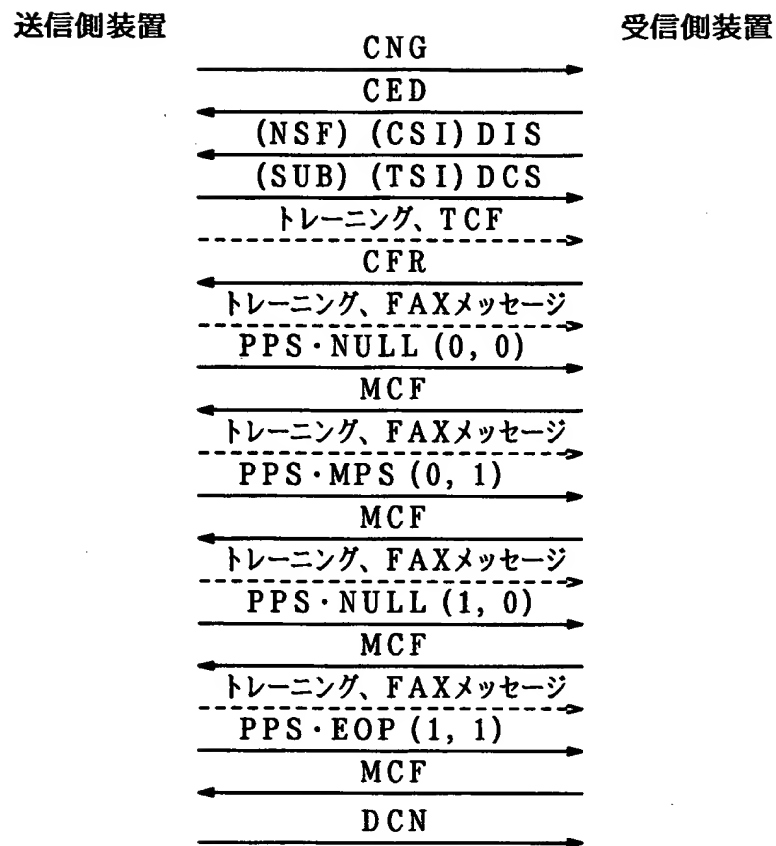 送信側装置
受信側装置
CNG
CED
(NSF) (CSI) DIS
(SUB) (TSI) DCS
トレーニング、TCF
CFR
トレーニング、FAXメッセージ
PPS・NULL (0, 0)
MCF
トレーニング、FAXメッセージ
PPS・MPS (0, 1)
MCF
トレーニング、FAXメッセージ
PPS・NULL (1, 0)
MCF
トレーニング、FAXメッセージ
PPS・EOP (1, 1)
MCF
DCN